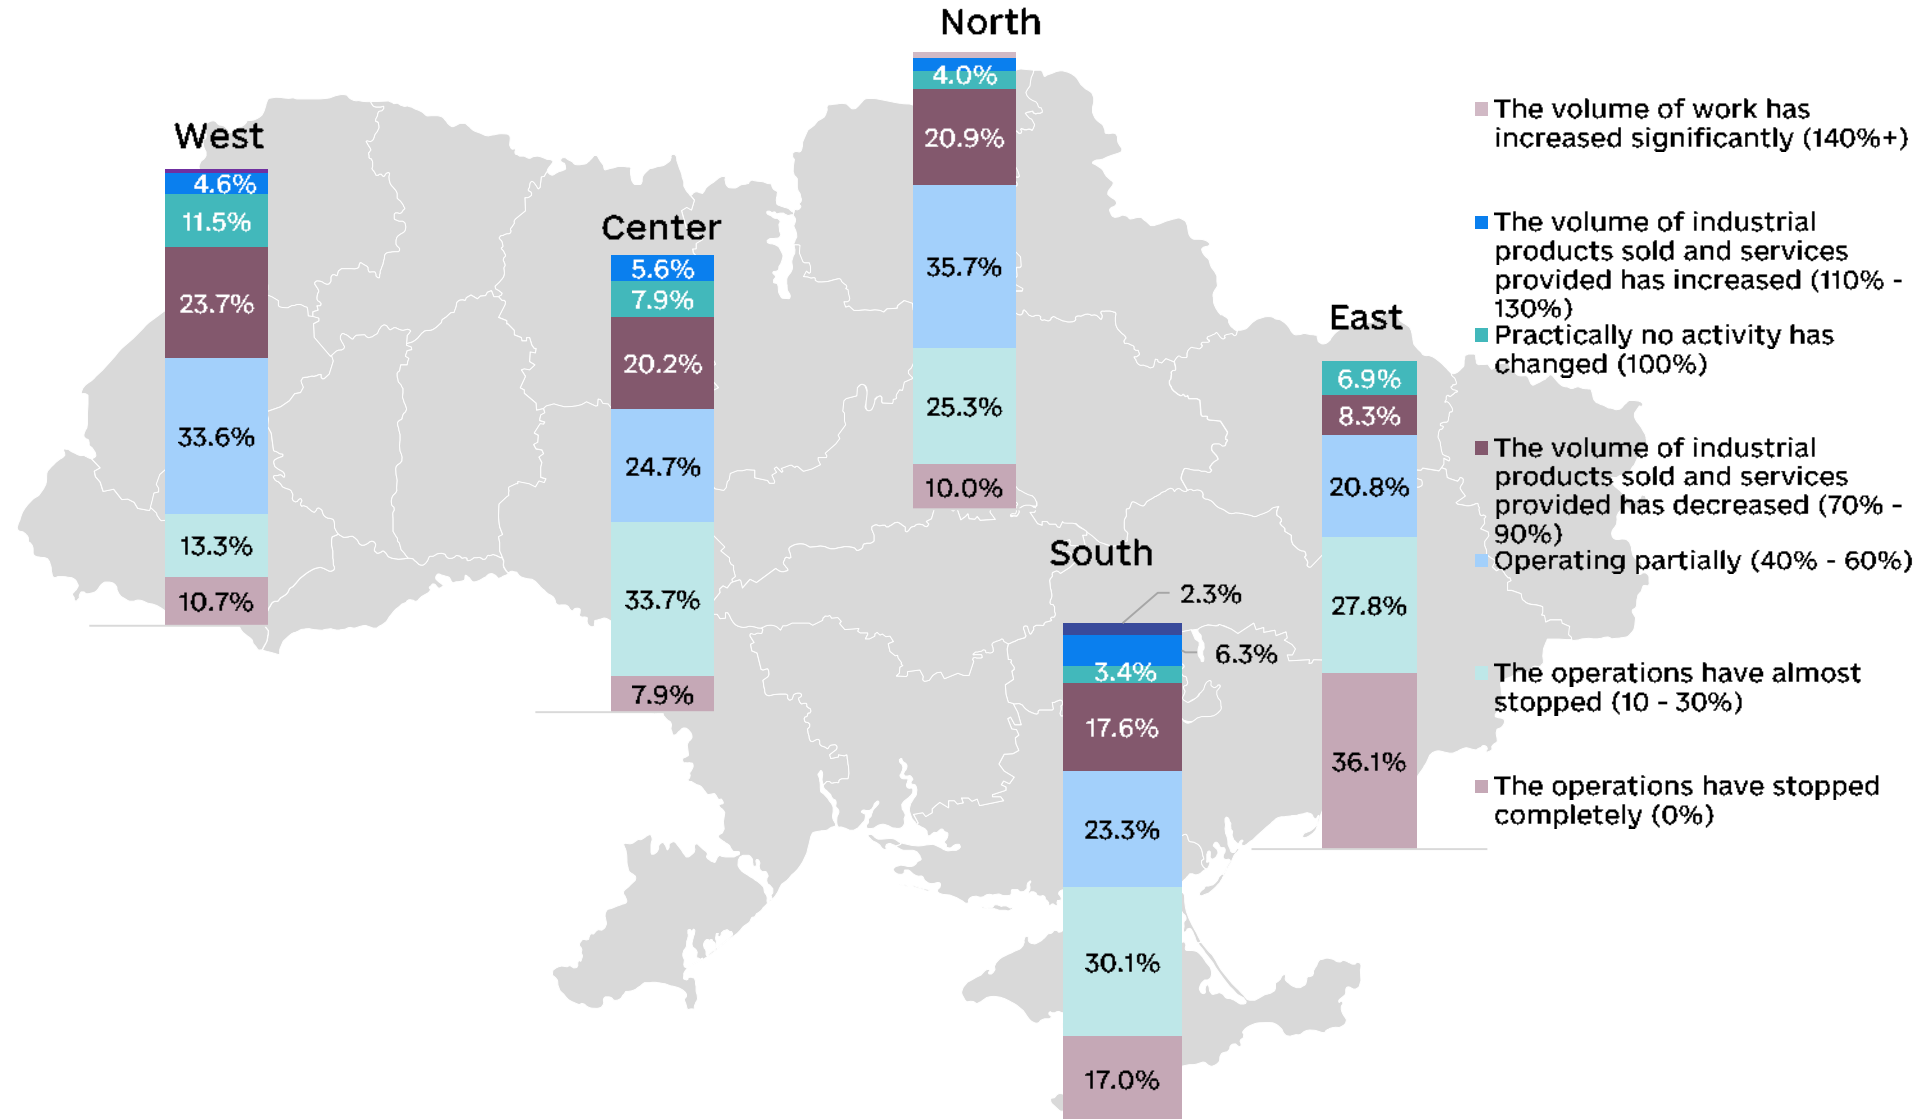 North
4.0%
20.9%
35.7%
25.3%
10.0%
West
4.6%
11.5%
23.7%
33.6%
13.3%
10.7%
Center
5.6%
7.9%
20.2%
24.7%
33.7%
7.9%
South
2.3%
6.3%
3.4%
17.6%
23.3%
30.1%
17.0%
East
6.9%
8.3%
20.8%
27.8%
36.1%
The volume of work has
increased significantly (140%+)
The volume of industrial
products sold and services
provided has increased (110% -
130%)
Practically no activity has
changed (100%)
The volume of industrial
products sold and services
provided has decreased (70% -
90%)
Operating partially (40% - 60%)
The operations have almost
stopped (10 - 30%)
The operations have stopped
completely (0%)